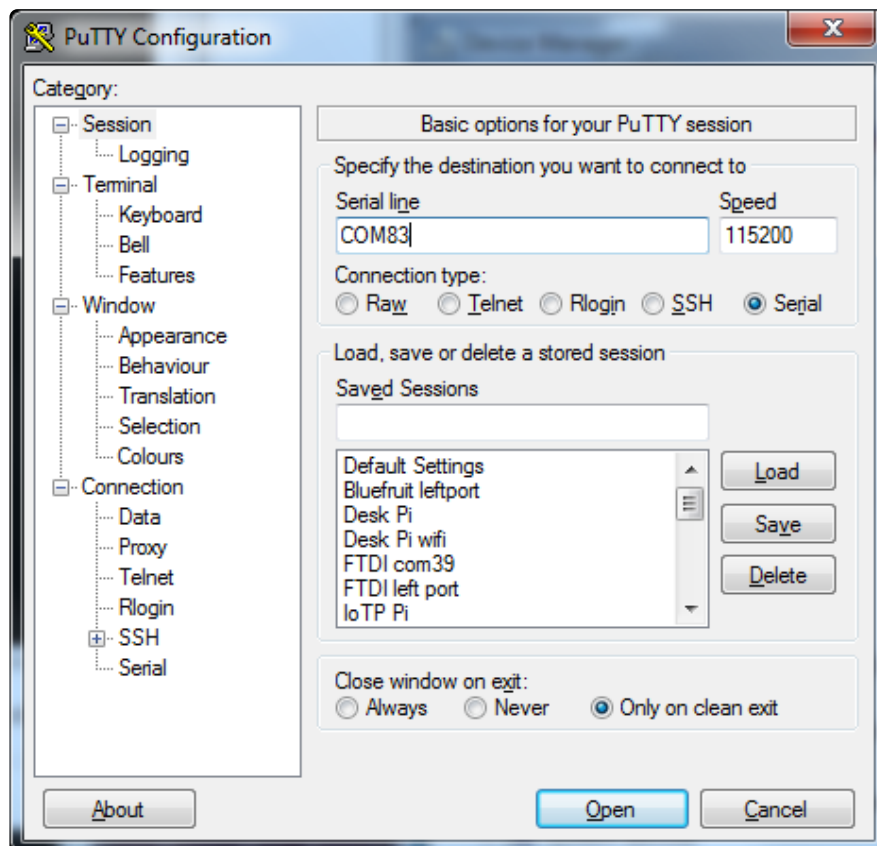 PuTTY Configuration
Category:
Session
Logging
Terminal
Keyboard
Bell
Features
Window
Appearance
Behaviour
Translation
Selection
Colours
Connection
Data
Proxy
Telnet
Rlogin
SSH
Serial
Basic options for your PuTTY session
Specify the destination you want to connect to
Serial line Speed
COM83 115200
Connection type:
Raw Telnet Rlogin SSH Serial
Load, save or delete a stored session
Saved Sessions
Default Settings
Bluefruit leftport
Desk Pi
Desk Pi wifi
FTDI com39
FTDI left port
IoTP Pi
Load
Save
Delete
Close window on exit:
Always Never Only on clean exit
About Open Cancel